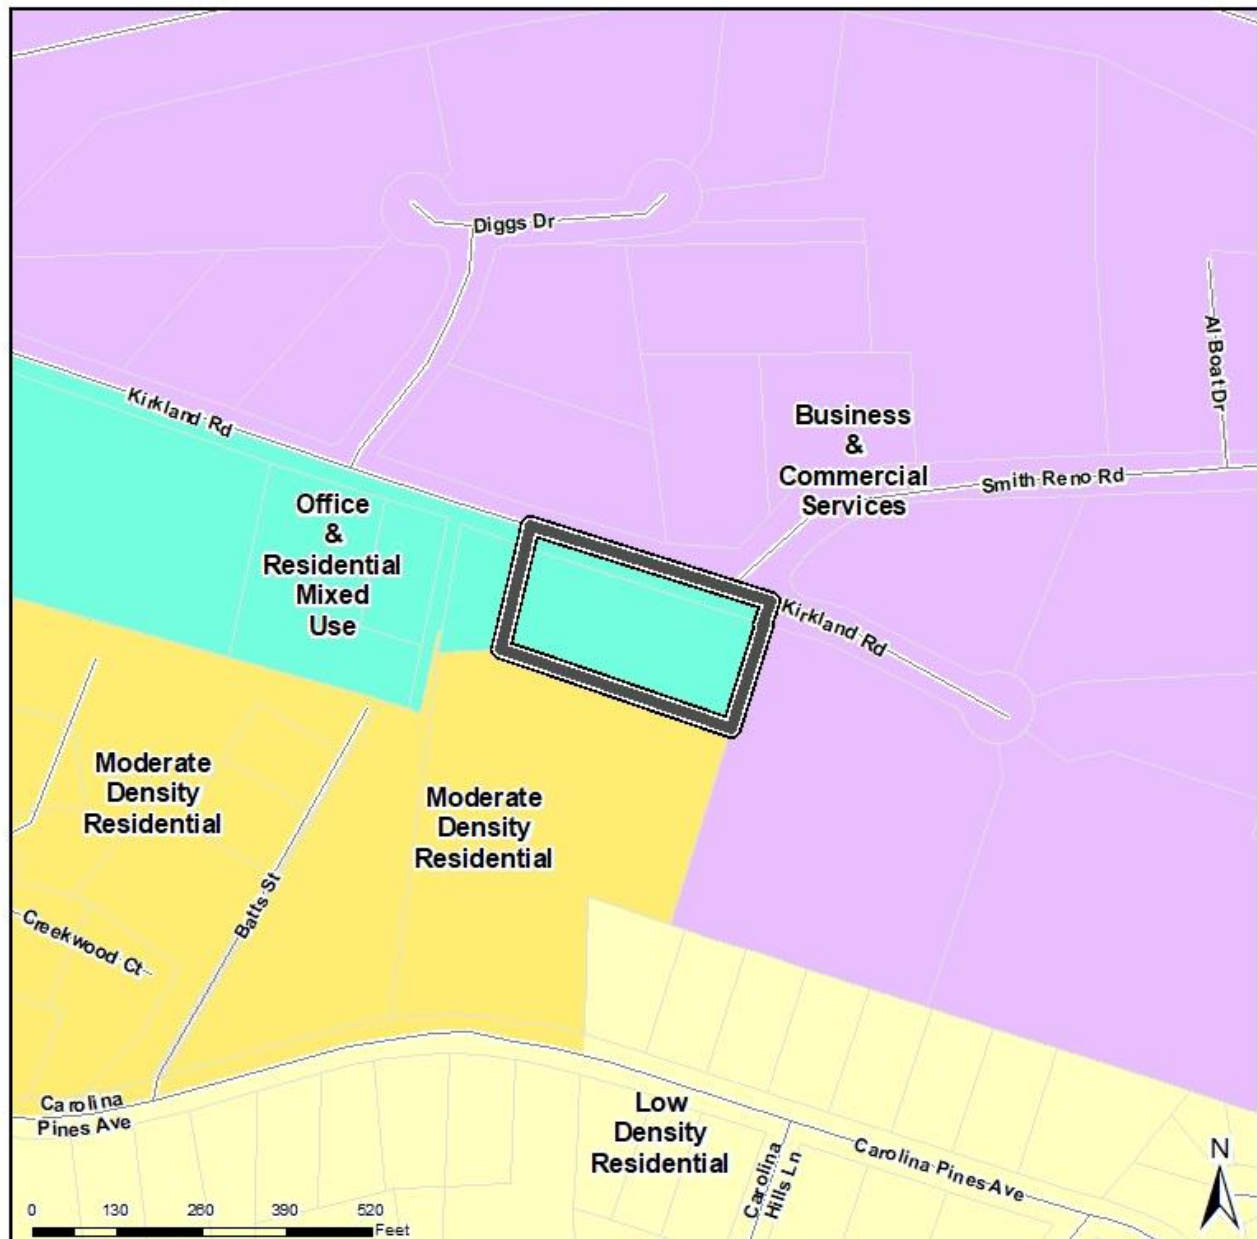 Diggs Dr
Al Boat Dr
Kirkland Rd
Business
&
Commercial
Services
Smith Reno Rd
Office
&
Residential
Mixed
Use
Kirkland Rd
Moderate
Density
Residential
Moderate
Density
Residential
Batts St
Creekwood Ct
Carolina
Pines Ave
Low
Density
Residential
Carolina
Hills Ln
Carolina Pines Ave
N
0 130 260 390 520
Feet